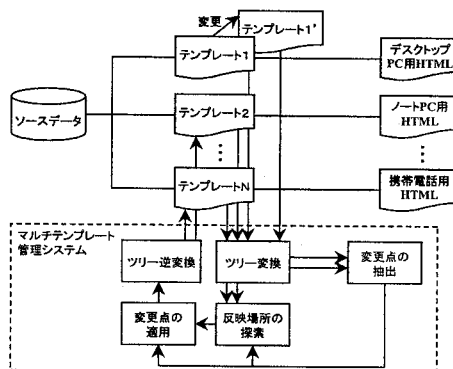 変更
テンプレート1'
テンプレート1
デスクトップ
PC用HTML
ソースデータ
テンプレート2
ノートPC用
HTML
テンプレートN
携帯電話用
HTML
マルチテンプレート
管理システム
ツリー逆変換
ツリー変換
変更点の
抽出
変更点の
適用
反映場所の
探索